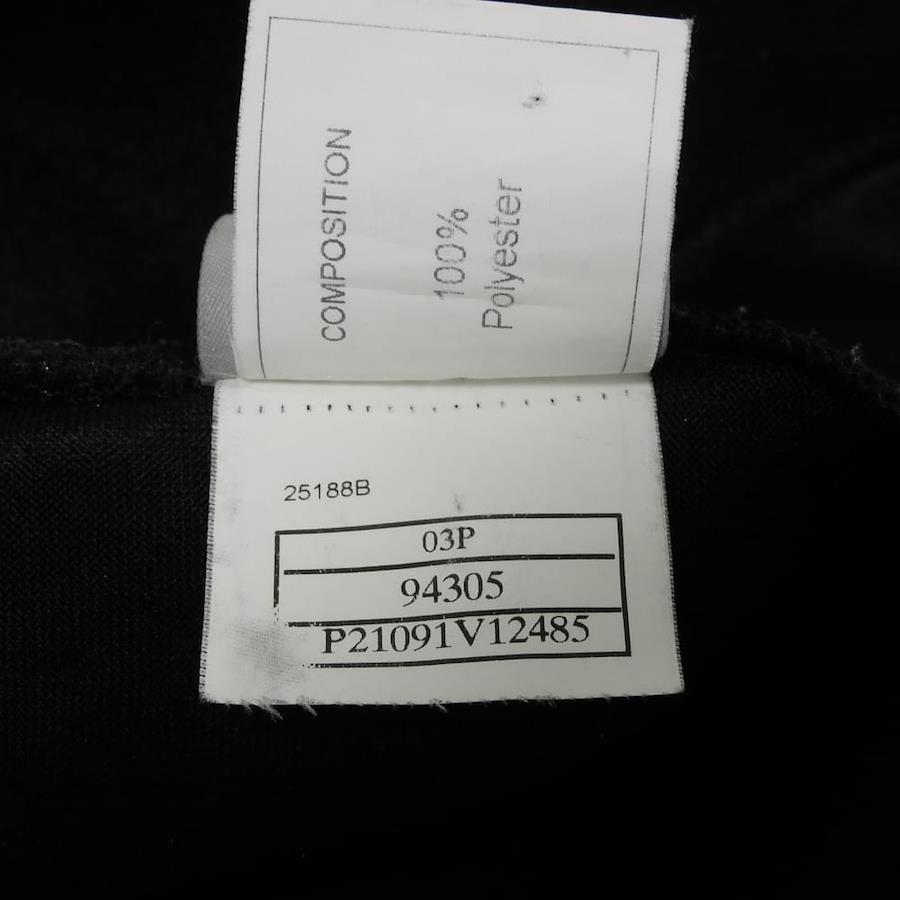 COMPOSITION
100%
Polyester
25188B
03P
94305
P21091V12485